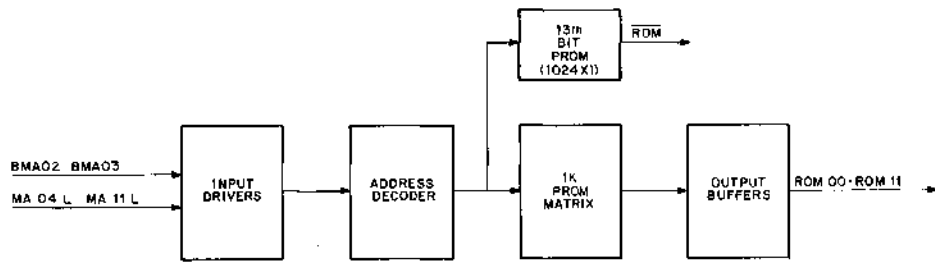 13th
BIT
PROM
(1024X1)
ROM
BMA02 BMA03
MA 04 L MA 11 L
INPUT
DRIVERS
ADDRESS
DECODER
1K
PROM
MATRIX
OUTPUT
BUFFERS
ROM 00-ROM 11